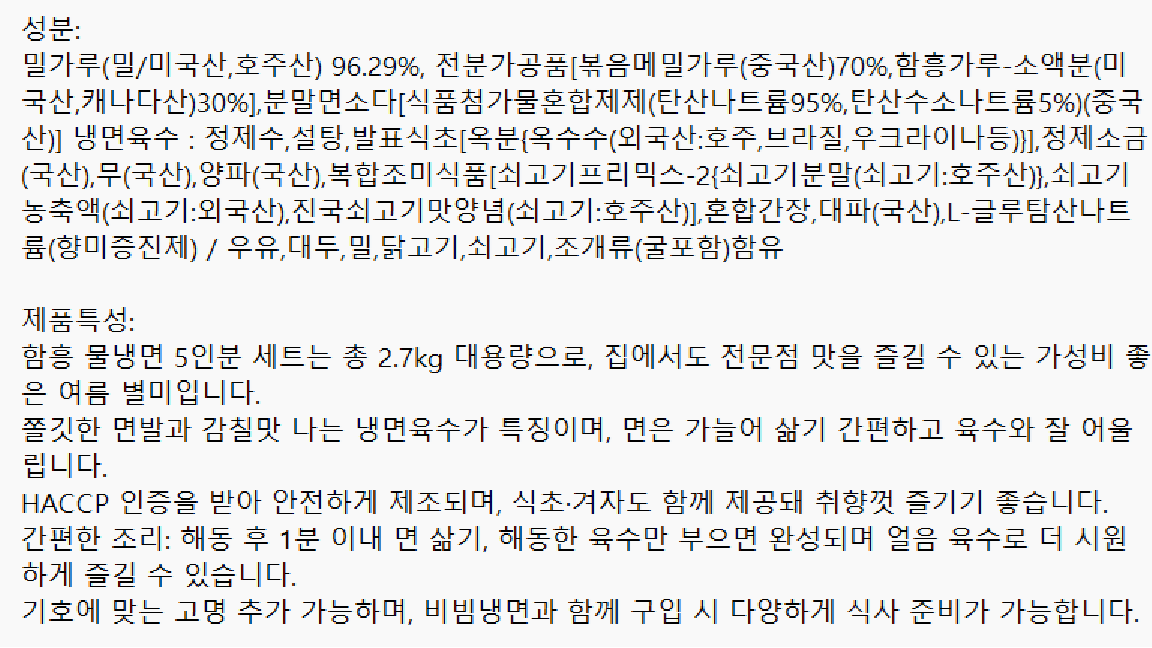 성분:
밀가루(밀/미국산,호주산) 96.29%, 전분가공품[볶음메밀가루(중국산)70%,함흥가루-소액분(미
국산,캐나다산)30%],분말면소다[식품첨가물혼합제제(탄산나트륨95%,탄산수소나트륨5%)(중국
산)] 냉면육수 : 정제수,설탕,발표식초[옥분{옥수수(외국산:호주,브라질,우크라이나등)}],정제소금
(국산),무(국산),양파(국산),복합조미식품[쇠고기프리믹스-2{쇠고기분말(쇠고기:호주산)},쇠고기
농축액(쇠고기:외국산),진국쇠고기맛양념(쇠고기:호주산)],혼합간장,대파(국산),L-글루탐산나트
륨(향미증진제) / 우유,대두,밀,닭고기,쇠고기,조개류(굴포함)함유
제품특성:
함흥 물냉면 5인분 세트는 총 2.7kg 대용량으로, 집에서도 전문점 맛을 즐길 수 있는 가성비 좋
은 여름 별미입니다.
쫄깃한 면발과 감칠맛 나는 냉면육수가 특징이며, 면은 가늘어 삶기 간편하고 육수와 잘 어울
립니다.
HACCP 인증을 받아 안전하게 제조되며, 식초·겨자도 함께 제공돼 취향껏 즐기기 좋습니다.
간편한 조리: 해동 후 1분 이내 면 삶기, 해동한 육수만 부으면 완성되며 얼음 육수로 더 시원
하게 즐길 수 있습니다.
기호에 맞는 고명 추가 가능하며, 비빔냉면과 함께 구입 시 다양하게 식사 준비가 가능합니다.